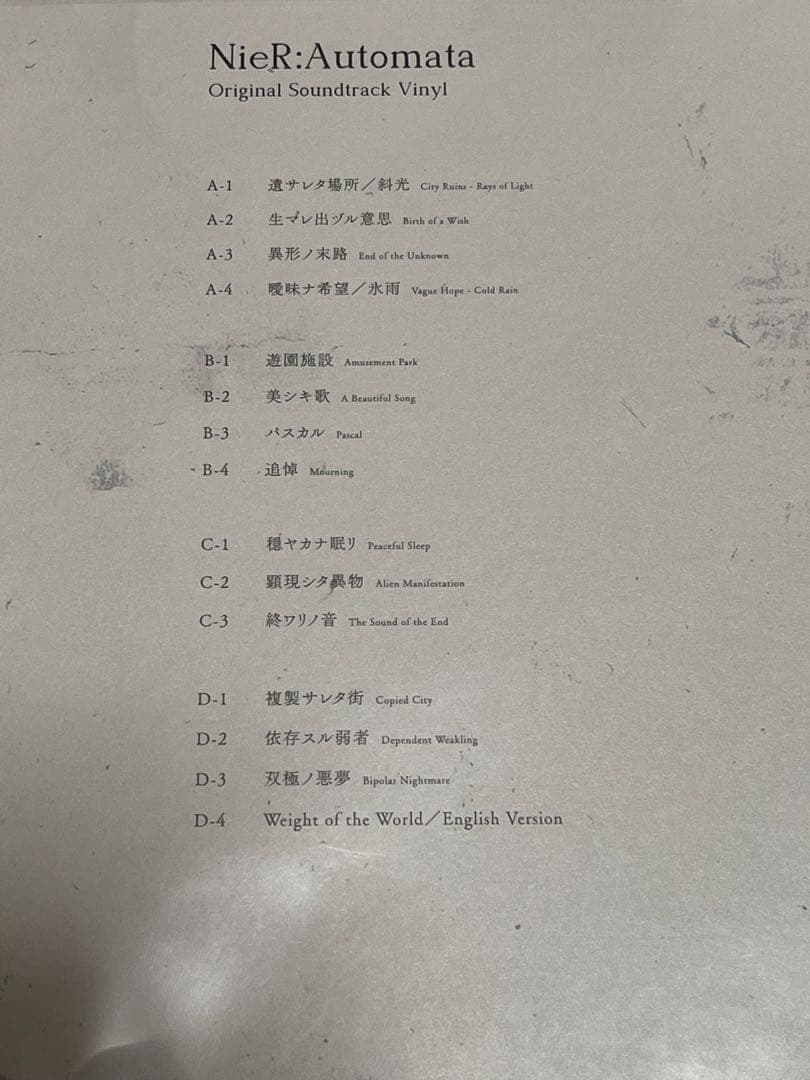 NieR:Automata
Original Soundtrack Vinyl
A-1 遺サレタ場所／斜光 City Ruins - Rays of Light
A-2 生マレ出ヅル意思 Birth of a Wish
A-3 異形ノ末路 End of the Unknown
A-4 曖昧ナ希望／氷雨 Vague Hope - Cold Rain
B-1 遊園施設 Amusement Park
B-2 美シキ歌 A Beautiful Song
B-3 パスカル Pascal
B-4 追悼 Mourning
C-1 穏ヤカナ眠リ Peaceful Sleep
C-2 顕現シタ異物 Alien Manifestation
C-3 終ワリノ音 The Sound of the End
D-1 複製サレタ街 Copied City
D-2 依存スル弱者 Dependent Weakling
D-3 双極ノ悪夢 Bipolar Nightmare
D-4 Weight of the World／English Version